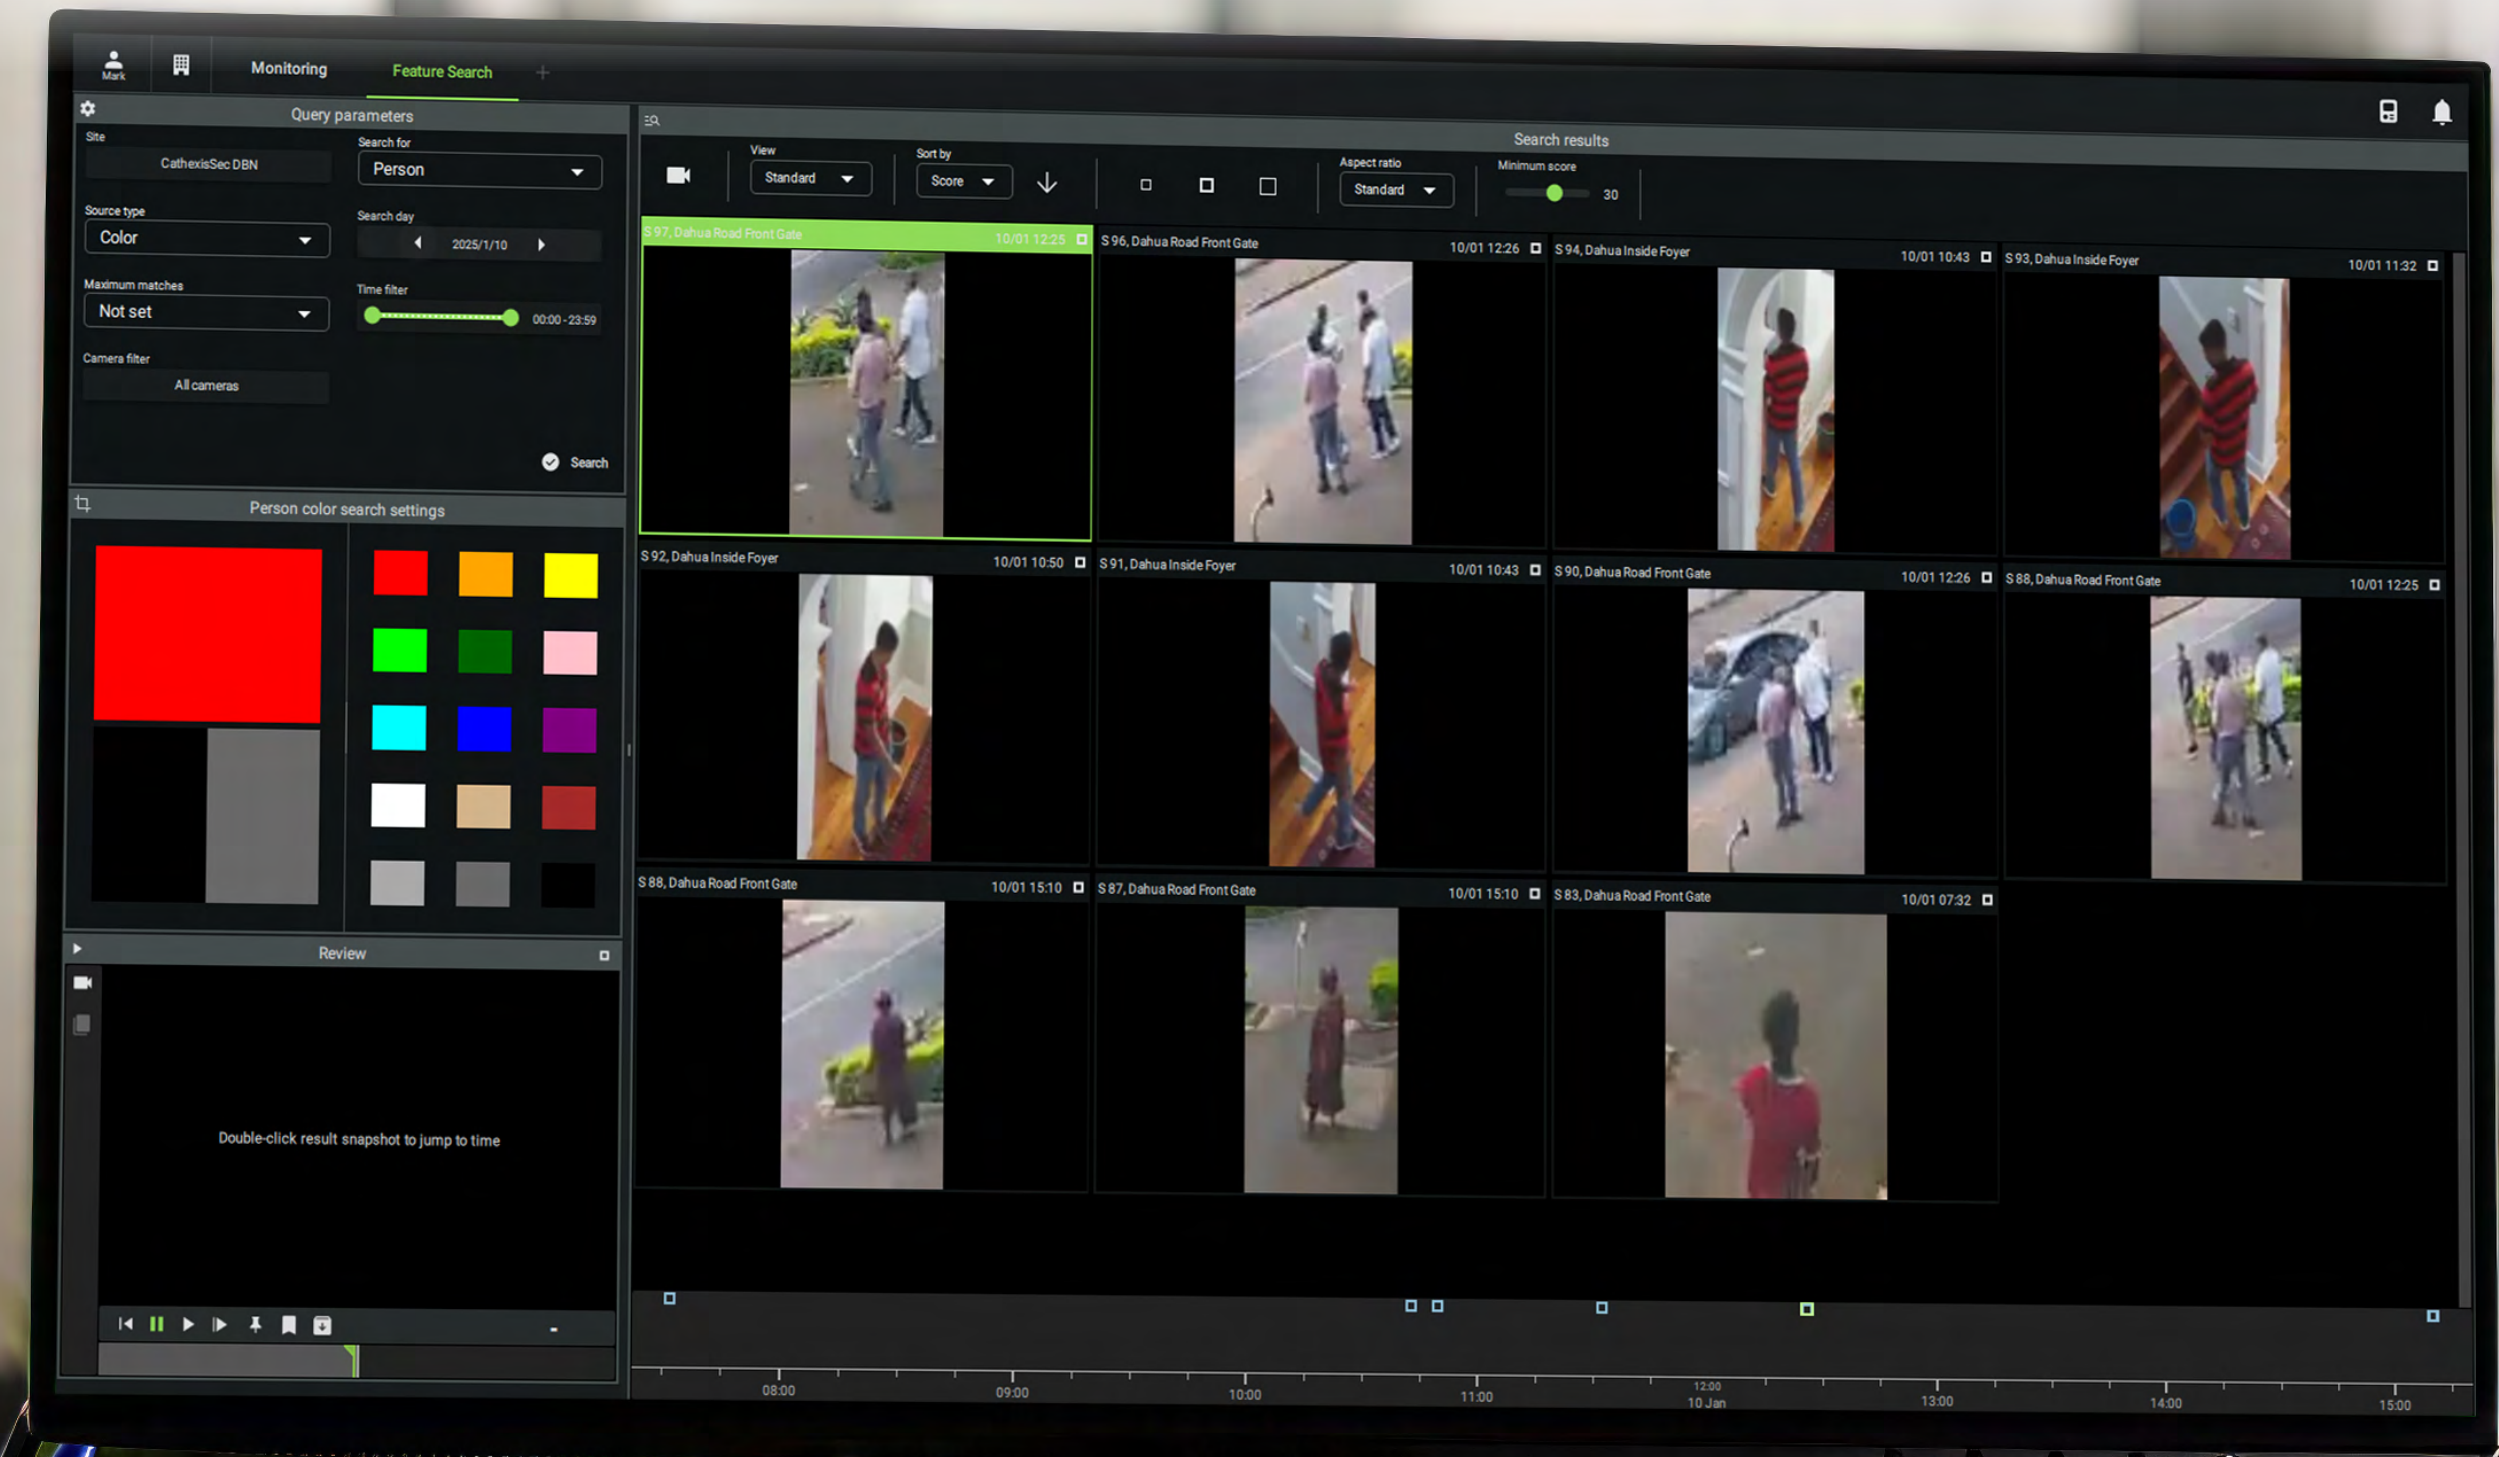 Mark
Monitoring
Feature Search
Query parameters
Site
CathexisSec DBN
Search for
Person
Source type
Color
Search day
2025/1/10
Maximum matches
Not set
Time filter
00:00 - 23:59
Camera filter
All cameras
Search
Person color search settings
Review
Double-click result snapshot to jump to time
Search results
View
Standard
Sort by
Score
Aspect ratio
Standard
Minimum score
30
S 97, Dahua Road Front Gate 10/01 12:25
S 96, Dahua Road Front Gate 10/01 12:26
S 94, Dahua Inside Foyer 10/01 10:43
S 93, Dahua Inside Foyer 10/01 11:32
S 92, Dahua Inside Foyer 10/01 10:50
S 91, Dahua Inside Foyer 10/01 10:43
S 90, Dahua Road Front Gate 10/01 12:26
S 88, Dahua Road Front Gate 10/01 12:25
S 88, Dahua Road Front Gate 10/01 15:10
S 87, Dahua Road Front Gate 10/01 15:10
S 83, Dahua Road Front Gate 10/01 07:32
08:00 09:00 10:00 11:00 12:00 13:00 14:00 15:00
10 Jan